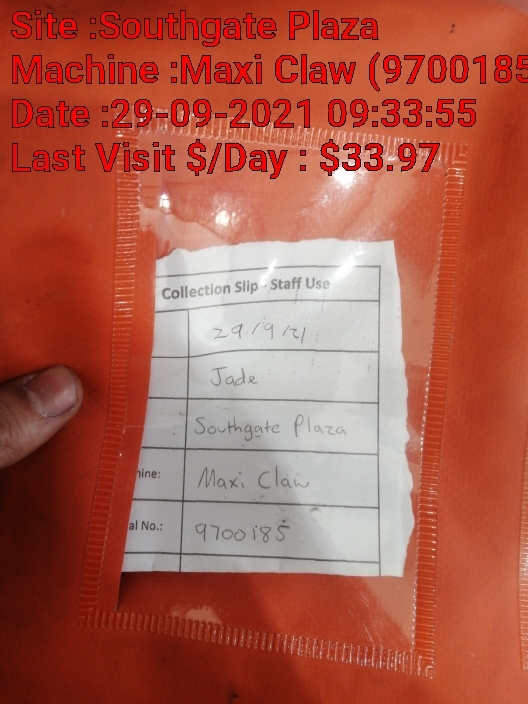 Site :Southgate Plaza
Machine :Maxi Claw (9700185
Date :29-09-2021 09:33:55
Last Visit $/Day : $33.97
Collection Slip - Staff Use
29/9/21
Jade
Southgate Plaza
hine: Maxi Claw
al No.: 9700185